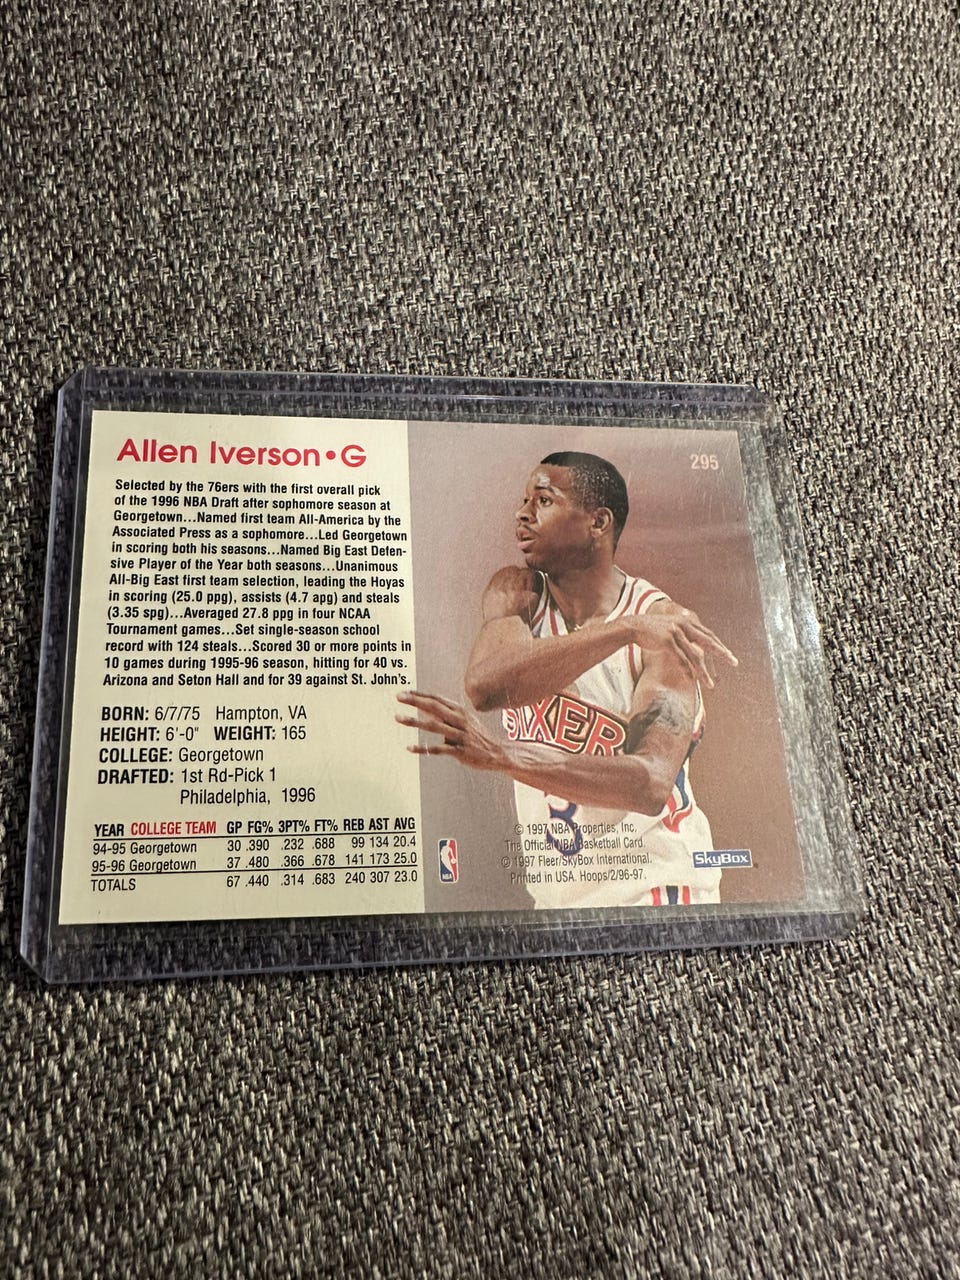 Allen Iverson • G
295
Selected by the 76ers with the first overall pick
of the 1996 NBA Draft after sophomore season at
Georgetown...Named first team All-America by the
Associated Press as a sophomore...Led Georgetown
in scoring both his seasons...Named Big East Defen-
sive Player of the Year both seasons...Unanimous
All-Big East first team selection, leading the Hoyas
in scoring (25.0 ppg), assists (4.7 apg) and steals
(3.35 spg)...Averaged 27.8 ppg in four NCAA
Tournament games...Set single-season school
record with 124 steals...Scored 30 or more points in
10 games during 1995-96 season, hitting for 40 vs.
Arizona and Seton Hall and for 39 against St. John's.
BORN: 6/7/75 Hampton, VA
HEIGHT: 6'-0" WEIGHT: 165
COLLEGE: Georgetown
DRAFTED: 1st Rd-Pick 1
Philadelphia, 1996
YEAR COLLEGE TEAM GP FG% 3PT% FT% REB AST AVG
94-95 Georgetown 30 .390 .232 .688 99 134 20.4
95-96 Georgetown 37 .480 .366 .678 141 173 25.0
TOTALS 67 .440 .314 .683 240 307 23.0
SIXER
3
NBA
© 1997 NBA Properties, Inc.
The Official NBA Basketball Card.
© 1997 Fleer/SkyBox International.
Printed in USA. Hoops/2/96-97.
SkyBox